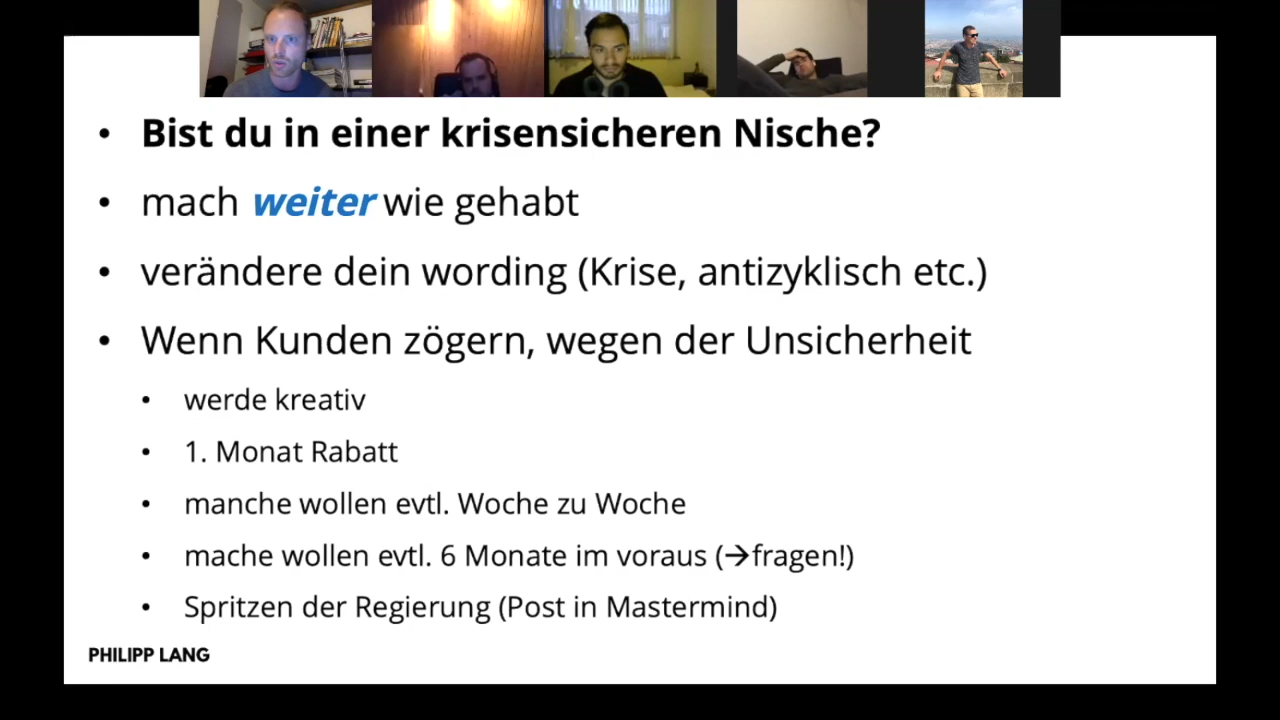 • Bist du in einer krisensicheren Nische?
• mach weiter wie gehabt
• verändere dein wording (Krise, antizyklisch etc.)
• Wenn Kunden zögern, wegen der Unsicherheit
• werde kreativ
• 1. Monat Rabatt
• manche wollen evtl. Woche zu Woche
• mache wollen evtl. 6 Monate im voraus (→fragen!)
• Spritzen der Regierung (Post in Mastermind)
PHILIPP LANG